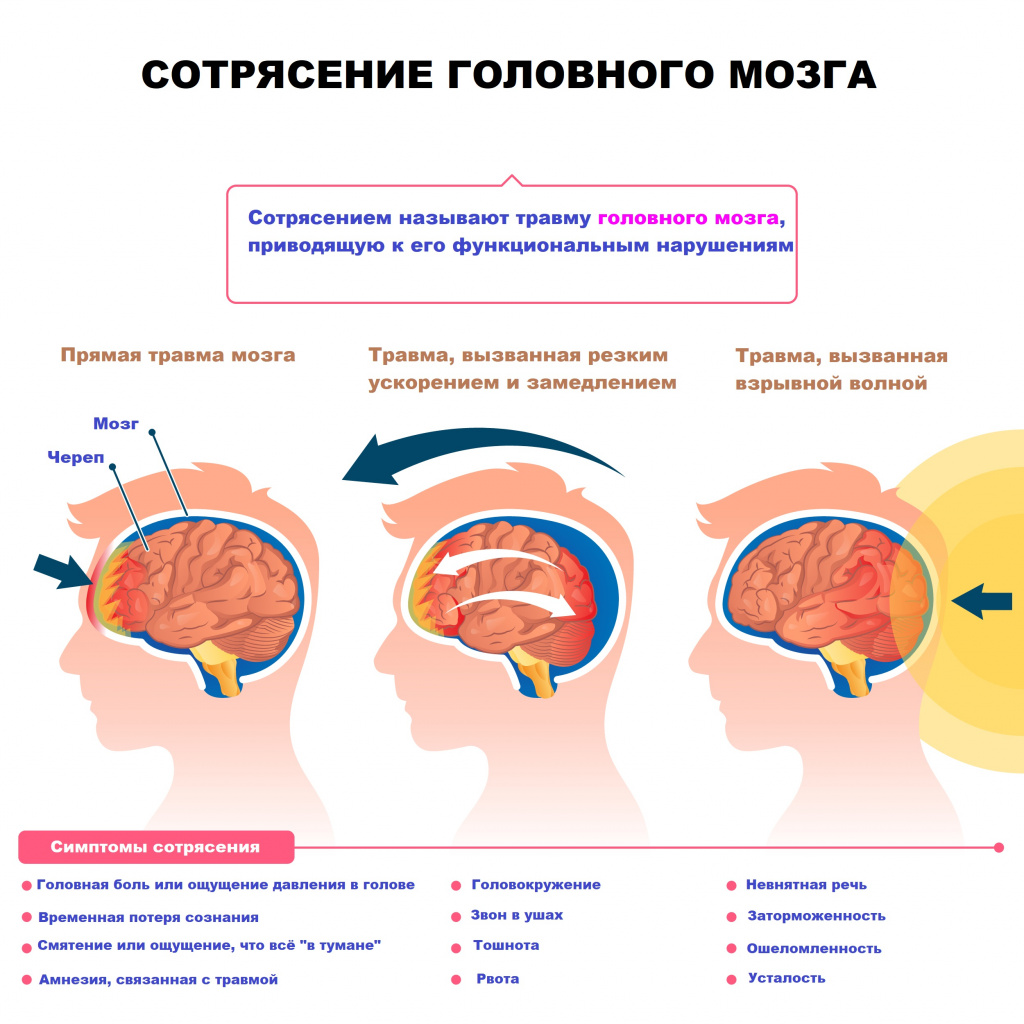 СОТРЯСЕНИЕ ГОЛОВНОГО МОЗГА
Сотрясением называют травму головного мозга,
приводящую к его функциональным нарушениям
Прямая травма мозга
Травма, вызванная резким
ускорением и замедлением
Травма, вызванная
взрывной волной
Мозг
Череп
Симптомы сотрясения
Головная боль или ощущение давления в голове
Временная потеря сознания
Смятение или ощущение, что всё "в тумане"
Амнезия, связанная с травмой
Головокружение
Звон в ушах
Тошнота
Рвота
Невнятная речь
Заторможенность
Ошеломленность
Усталость